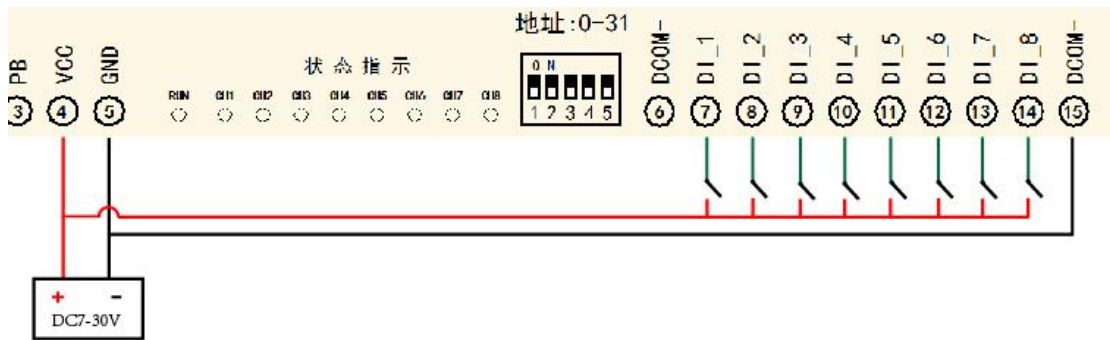 地址:0-31
PB
VCC
GND
状态指示
RUN CH1 CH2 CH3 CH4 CH5 CH6 CH7 CH8
ON
1 2 3 4 5
DCOM-
DI_1
DI_2
DI_3
DI_4
DI_5
DI_6
DI_7
DI_8
DCOM-
3 4 5 6 7 8 9 10 11 12 13 14 15
+ -
DC7-30V